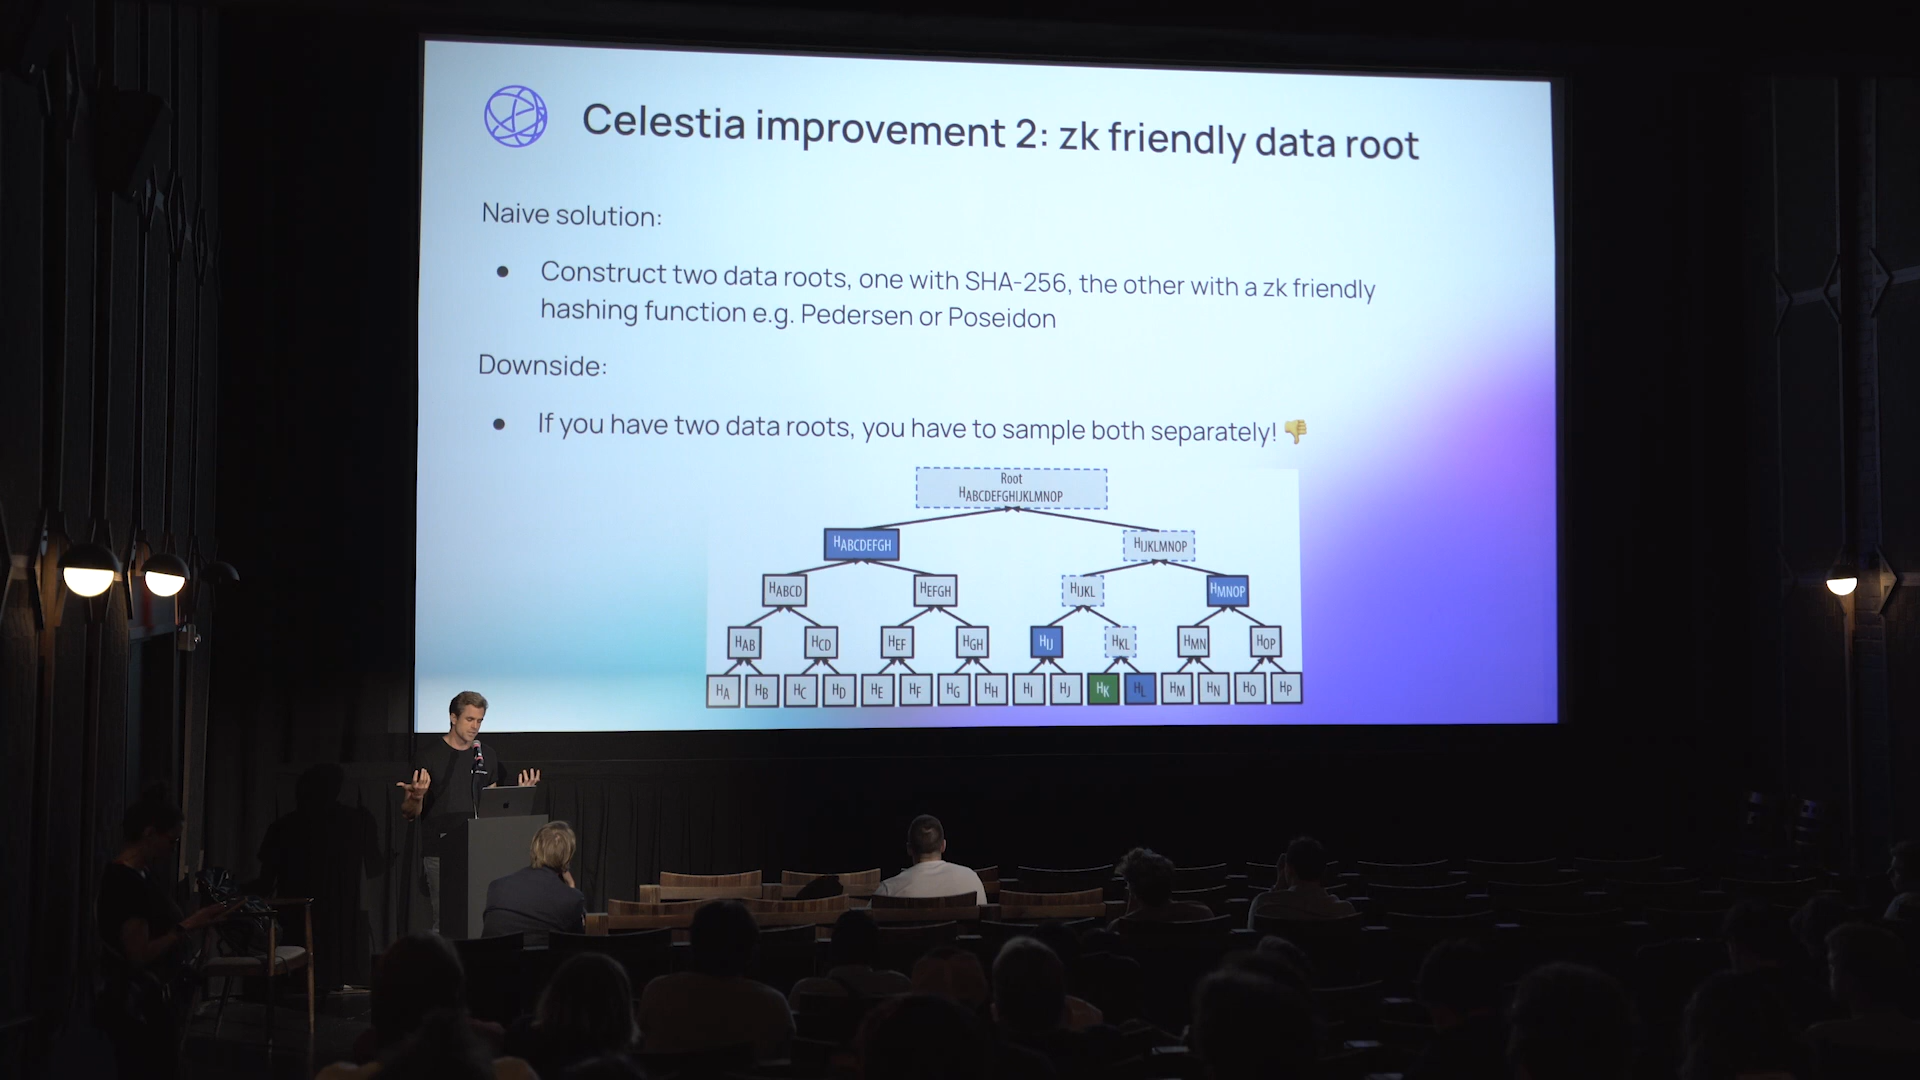 Celestia improvement 2: zk friendly data root
Naive solution:
● Construct two data roots, one with SHA-256, the other with a zk friendly
hashing function e.g. Pedersen or Poseidon
Downside:
● If you have two data roots, you have to sample both separately! 👎
Root
HABCDEFGHIJKLMNOP
HABCDEFGH HIJKLMNOP
HABCD HEFGH HIJKL HMNOP
HAB HCD HEF HGH HIJ HKL HMN HOP
HA HB HC HD HE HF HG HH HI HJ HK HL HM HN HO HP